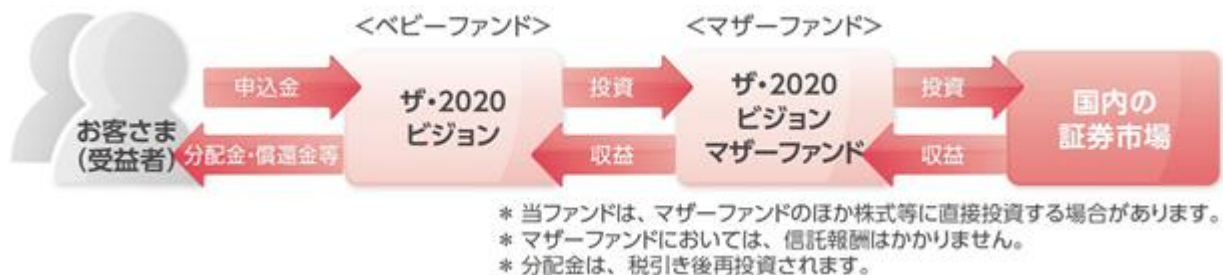 <ベビーファンド>
<マザーファンド>
申込金
投資
投資
お客さま
(受益者)
ザ・2020
ビジョン
ザ・2020
ビジョン
マザーファンド
国内の
証券市場
分配金・償還金等
収益
収益
* 当ファンドは、マザーファンドのほか株式等に直接投資する場合があります。
* マザーファンドにおいては、信託報酬はかかりません。
* 分配金は、税引き後再投資されます。